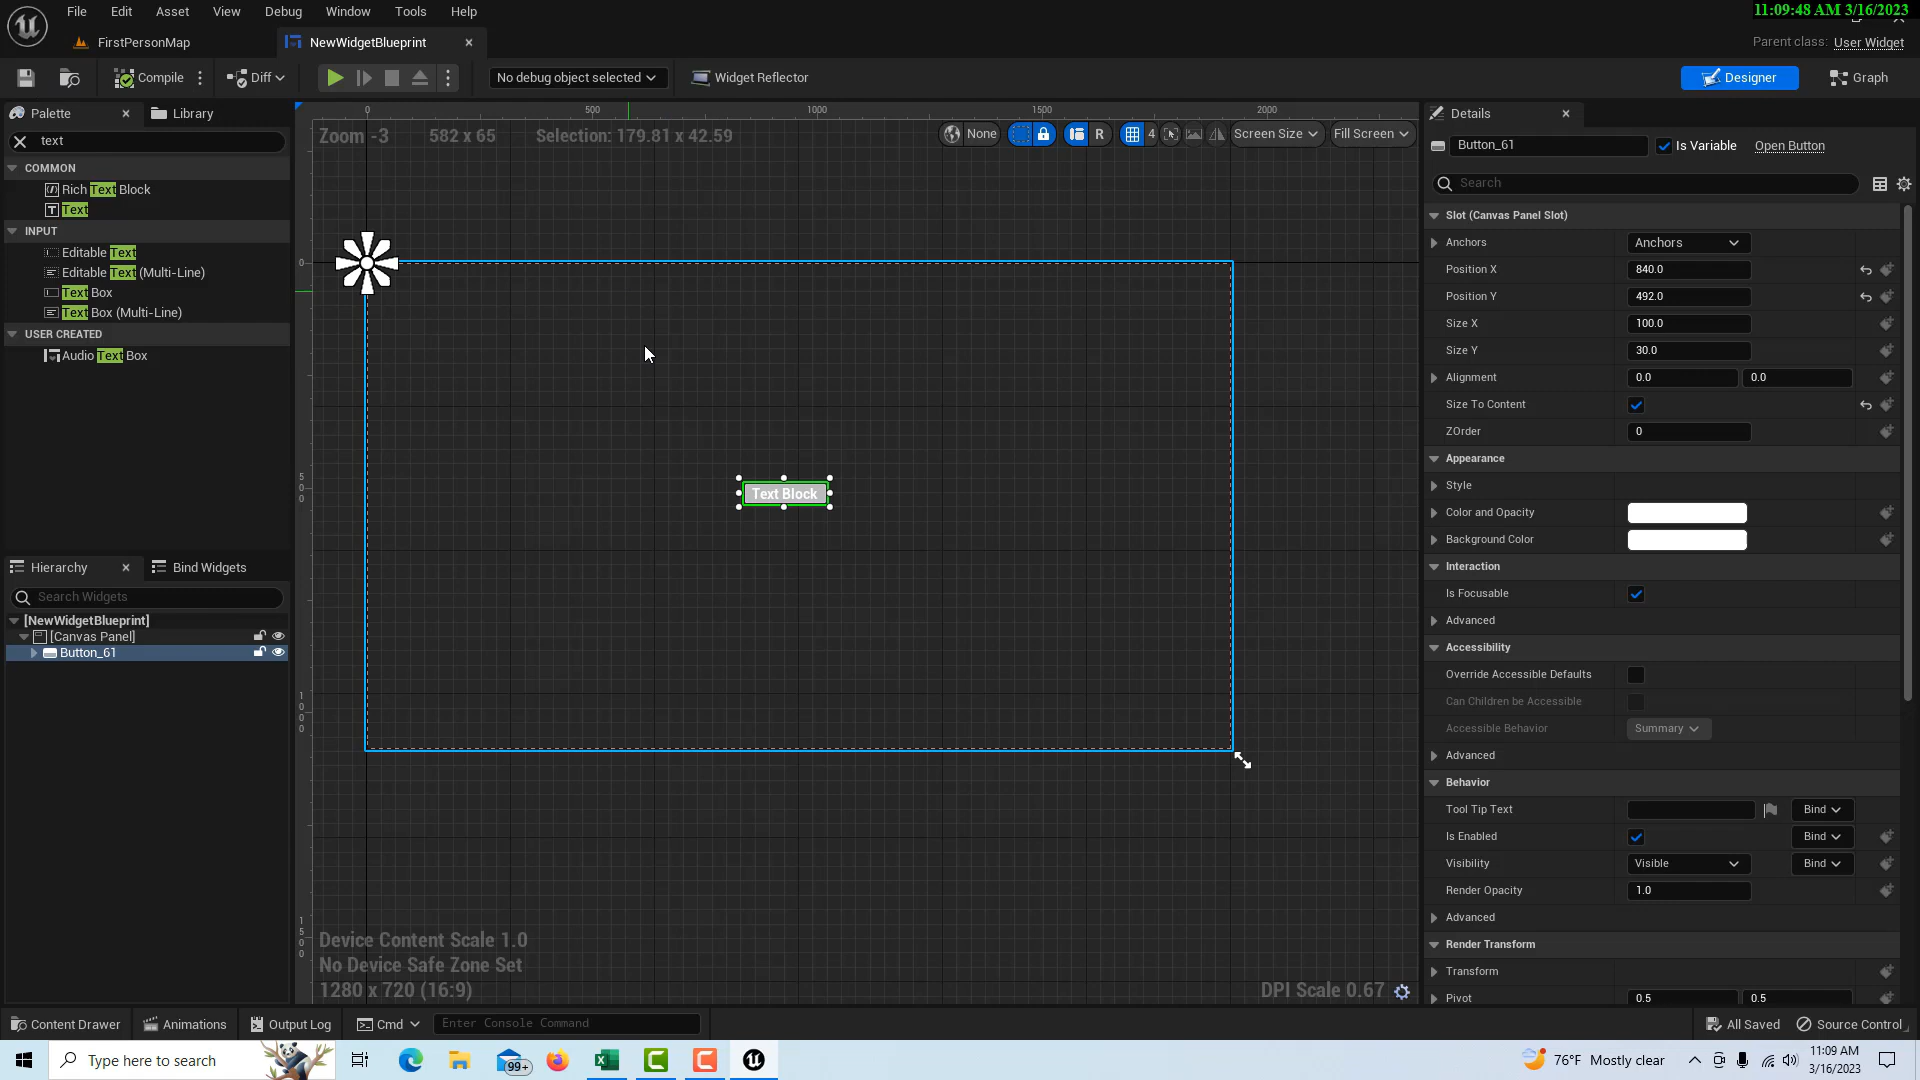 File Edit Asset View Debug Window Tools Help
11:09:48 AM 3/16/2023
FirstPersonMap
NewWidgetBlueprint
Parent class: User Widget
Compile
Diff
No debug object selected
Widget Reflector
Designer
Graph
Palette
Library
text
COMMON
Rich Text Block
Text
INPUT
Editable Text
Editable Text (Multi-Line)
Text Box
Text Box (Multi-Line)
USER CREATED
Audio Text Box
Hierarchy
Bind Widgets
Search Widgets
[NewWidgetBlueprint]
[Canvas Panel]
Button_61
0 500 1000 1500 2000
Zoom -3
582 x 65
Selection: 179.81 x 42.59
None
R
4
Screen Size
Fill Screen
0
500
1000
1500
Text Block
Device Content Scale 1.0
No Device Safe Zone Set
1280 x 720 (16:9)
DPI Scale 0.67
Details
Button_61
Is Variable
Open Button
Search
Slot (Canvas Panel Slot)
Anchors Anchors
Position X 840.0
Position Y 492.0
Size X 100.0
Size Y 30.0
Alignment 0.0 0.0
Size To Content
ZOrder 0
Appearance
Style
Color and Opacity
Background Color
Interaction
Is Focusable
Advanced
Accessibility
Override Accessible Defaults
Can Children be Accessible
Accessible Behavior Summary
Advanced
Behavior
Tool Tip Text Bind
Is Enabled Bind
Visibility Visible Bind
Render Opacity 1.0
Advanced
Render Transform
Transform
Pivot 0.5 0.5
Content Drawer
Animations
Output Log
Cmd
Enter Console Command
All Saved
Source Control
Type here to search
99+
76°F Mostly clear
11:09 AM
3/16/2023